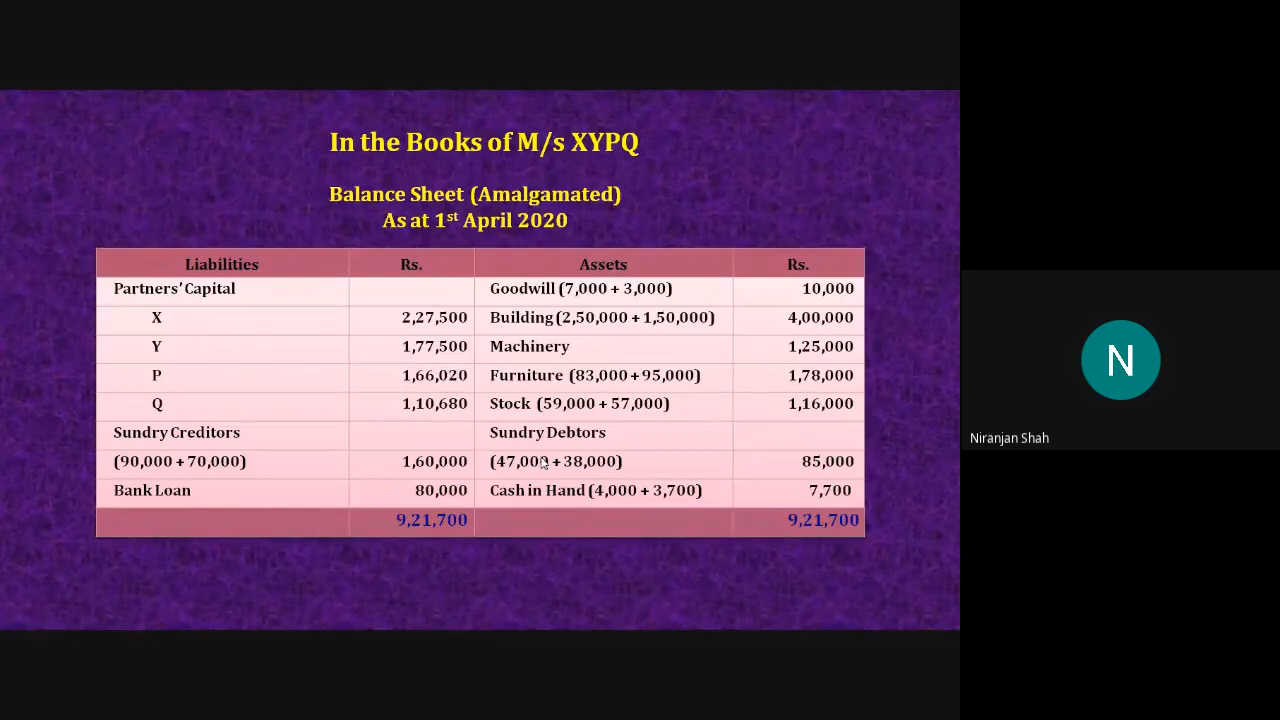 In the Books of M/s XYPQ
Balance Sheet (Amalgamated)
As at 1st April 2020
Liabilities Rs. Assets Rs.
Partners' Capital Goodwill (7,000 + 3,000) 10,000
X 2,27,500 Building (2,50,000 + 1,50,000) 4,00,000
Y 1,77,500 Machinery 1,25,000
P 1,66,020 Furniture (83,000 + 95,000) 1,78,000
Q 1,10,680 Stock (59,000 + 57,000) 1,16,000
Sundry Creditors Sundry Debtors
(90,000 + 70,000) 1,60,000 (47,000 + 38,000) 85,000
Bank Loan 80,000 Cash in Hand (4,000 + 3,700) 7,700
9,21,700 9,21,700
N
Niranjan Shah